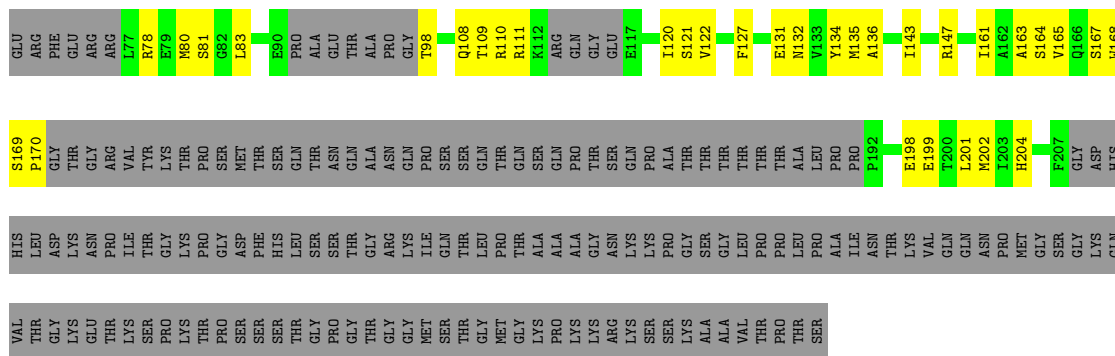 GLU ARG PHE GLU ARG ARG L77 R78 E79 M80 S81 G82 L83 E90 PRO ALA GLU THR ALA PRO GLY T98 Q108 T109 R110 R111 K112 ARG GLN GLY GLU E117 I120 S121 V122 F127 E131 N132 V133 Y134 M135 A136 I143 R147 I161 A162 A163 S164 V165 Q166 S167 W168
S169 P170 GLY THR GLY ARG VAL TYR LYS THR PRO SER MET THR SER GLN THR ASN GLN ALA ASN GLN PRO SER SER GLN THR GLN SER GLN PRO THR SER GLN PRO ALA THR THR THR THR THR THR ALA LEU PRO PRO P192 E198 E199 T200 L201 M202 I203 H204 F207 GLY ASP HIS
HIS LEU ASP LYS ASN PRO ILE THR GLY LYS PRO GLY ASP PHE HIS LEU SER SER THR GLY ARG LYS ILE GLN THR LEU PRO THR ALA ALA ALA GLY ASN LYS LYS PRO GLY SER GLY LEU PRO PRO LEU PRO ALA ILE ASN THR LYS VAL GLN GLN ASN PRO MET GLY SER GLY LYS GLN
VAL THR GLY LYS GLU THR LYS SER PRO LYS THR PRO SER ASP SER SER SER THR GLY PRO GLY THR GLY GLY MET SER THR GLY MET GLY LYS PRO LYS LYS ARG LYS SER SER LYS ALA ALA VAL THR PRO THR SER